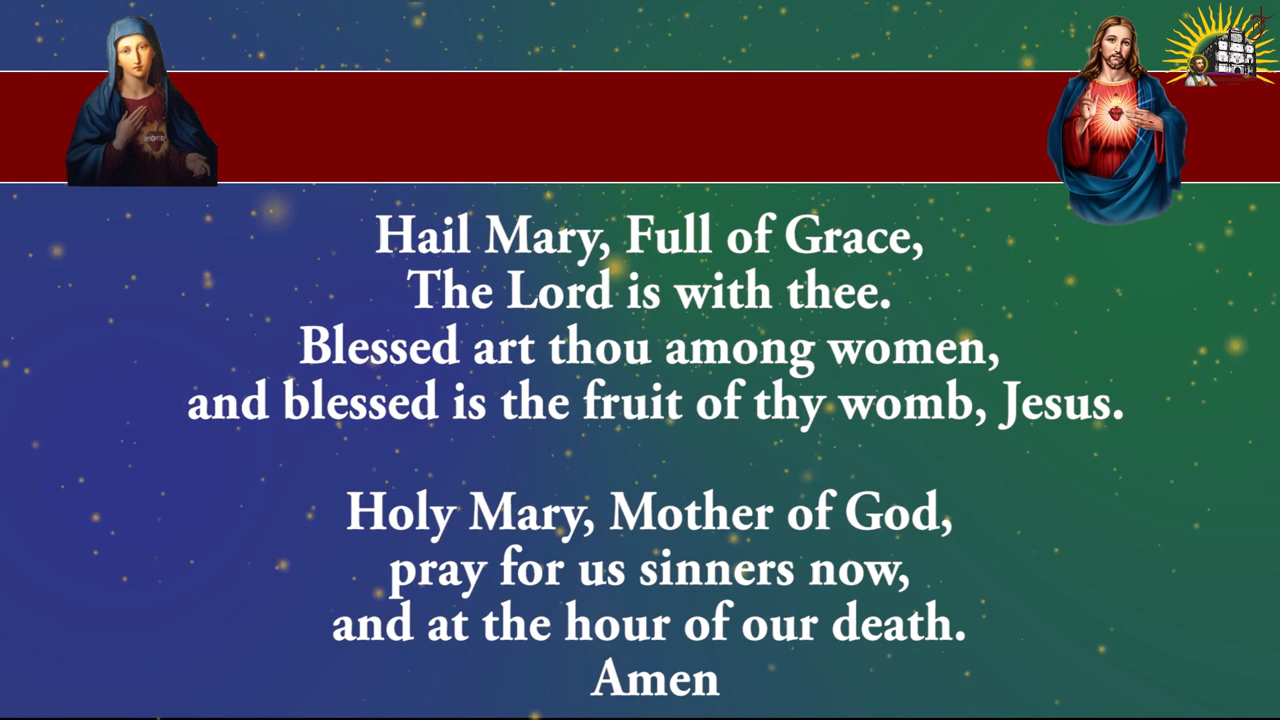 Hail Mary, Full of Grace,
The Lord is with thee.
Blessed art thou among women,
and blessed is the fruit of thy womb, Jesus.
Holy Mary, Mother of God,
pray for us sinners now,
and at the hour of our death.
Amen